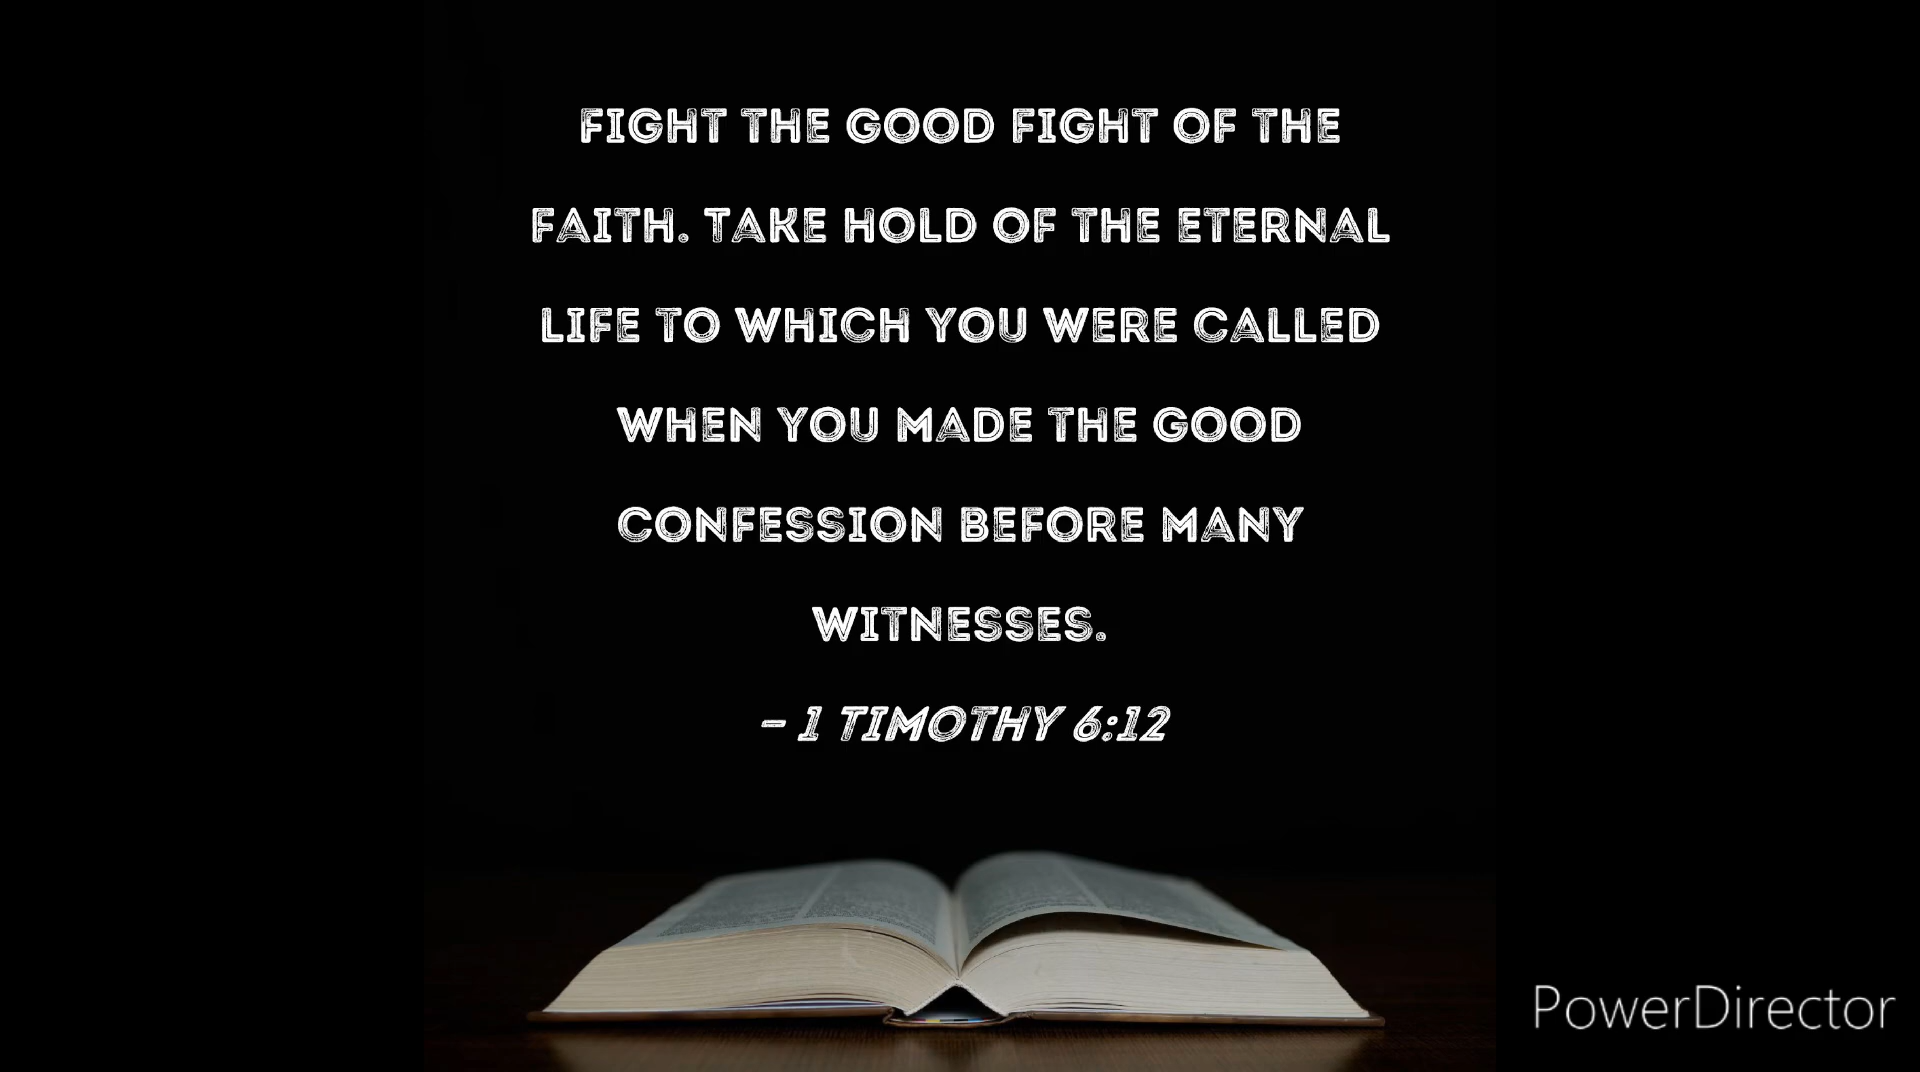 FIGHT THE GOOD FIGHT OF THE
FAITH. TAKE HOLD OF THE ETERNAL
LIFE TO WHICH YOU WERE CALLED
WHEN YOU MADE THE GOOD
CONFESSION BEFORE MANY
WITNESSES.
- 1 TIMOTHY 6:12
PowerDirector